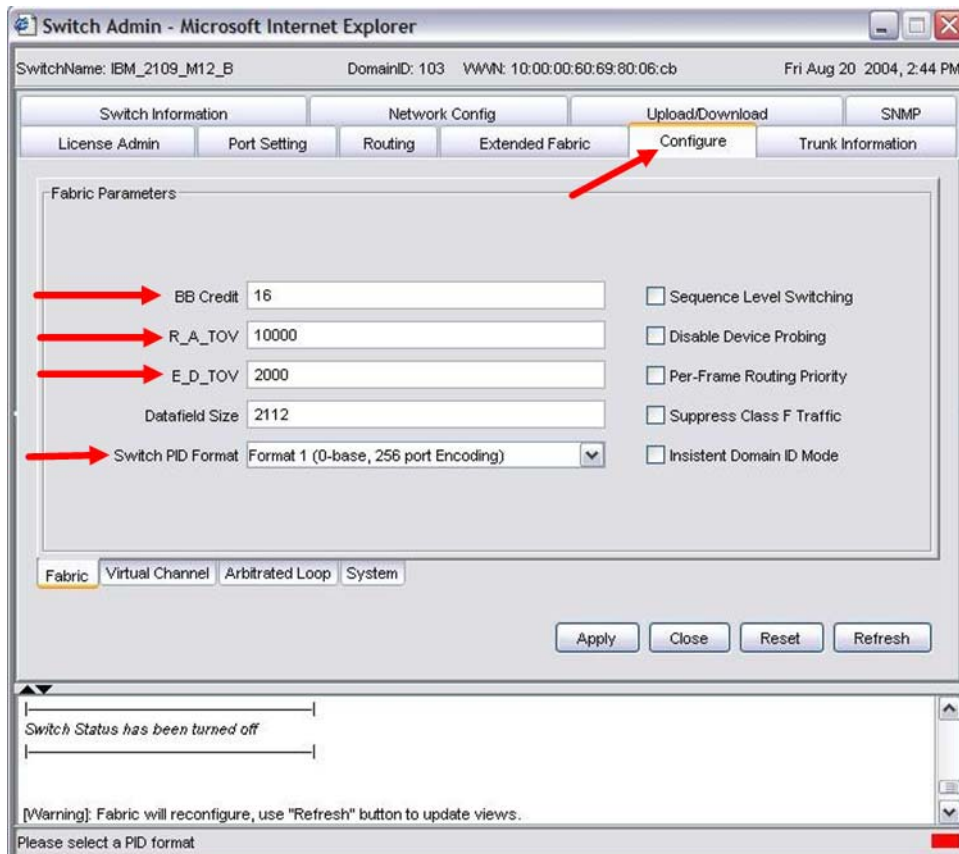 Switch Admin - Microsoft Internet Explorer
SwitchName: IBM_2109_M12_B DomainID: 103 WWN: 10:00:00:60:69:80:06:cb Fri Aug 20 2004, 2:44 PM
Switch Information Network Config Upload/Download SNMP
License Admin Port Setting Routing Extended Fabric Configure Trunk Information
Fabric Parameters
BB Credit 16 Sequence Level Switching
R_A_TOV 10000 Disable Device Probing
E_D_TOV 2000 Per-Frame Routing Priority
Datafield Size 2112 Suppress Class F Traffic
Switch PID Format Format 1 (0-base, 256 port Encoding) Insistent Domain ID Mode
Fabric Virtual Channel Arbitrated Loop System
Apply Close Reset Refresh
Switch Status has been turned off
[Warning]: Fabric will reconfigure, use "Refresh" button to update views.
Please select a PID format